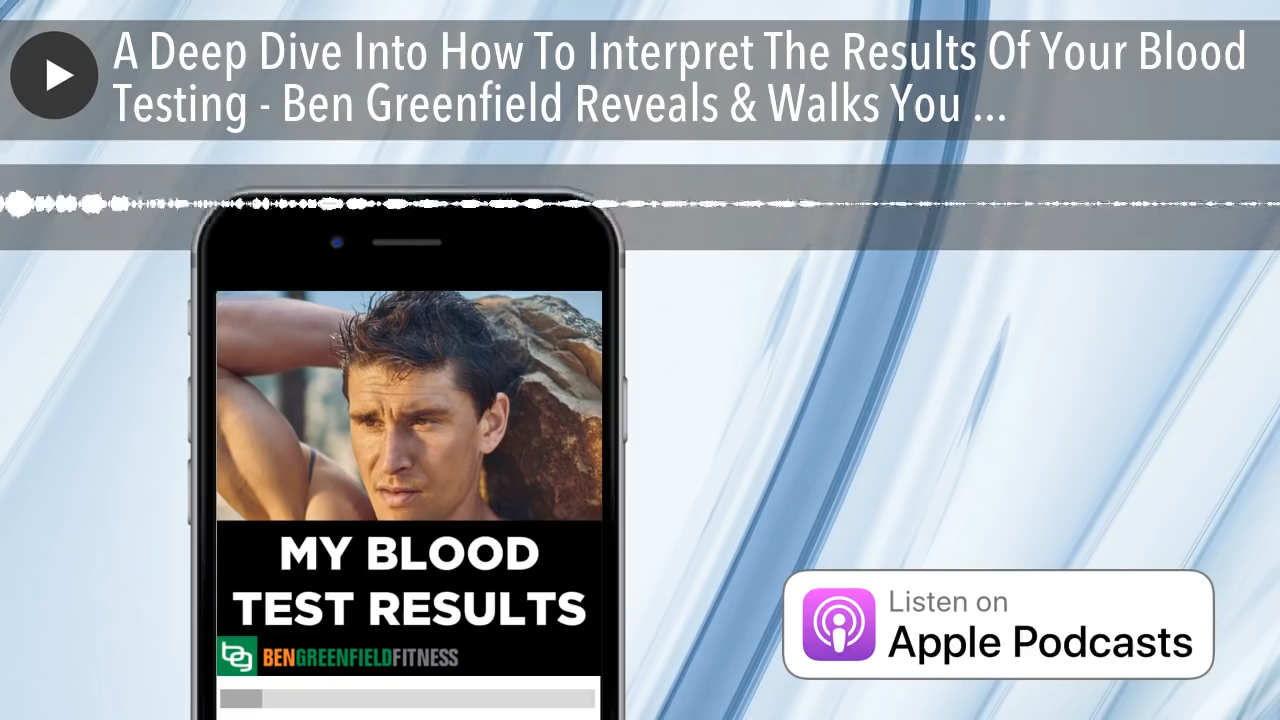 A Deep Dive Into How To Interpret The Results Of Your Blood
Testing - Ben Greenfield Reveals & Walks You ...
MY BLOOD
TEST RESULTS
bg BENGREENFIELDFITNESS
Listen on
Apple Podcasts